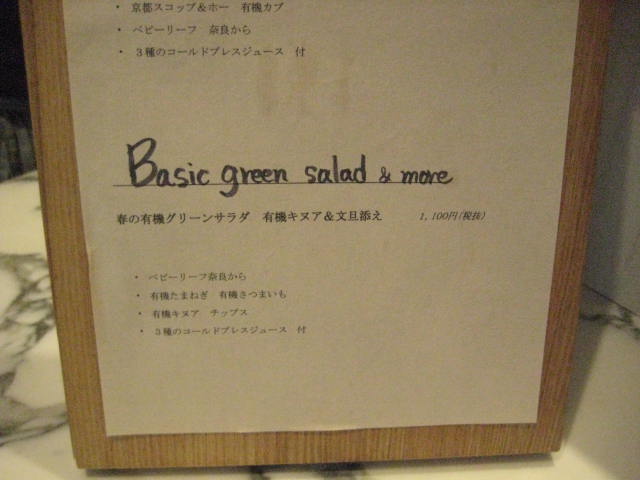 ・ 京都スコップ＆ホー 有機カブ
・ ベビーリーフ 奈良から
・ 3種のコールドプレスジュース 付
Basic green salad & more
春の有機グリーンサラダ 有機キヌア＆文旦添え 1,100円(税抜)
・ ベビーリーフ奈良から
・ 有機たまねぎ 有機さつまいも
・ 有機キヌア チップス
・ 3種のコールドプレスジュース 付